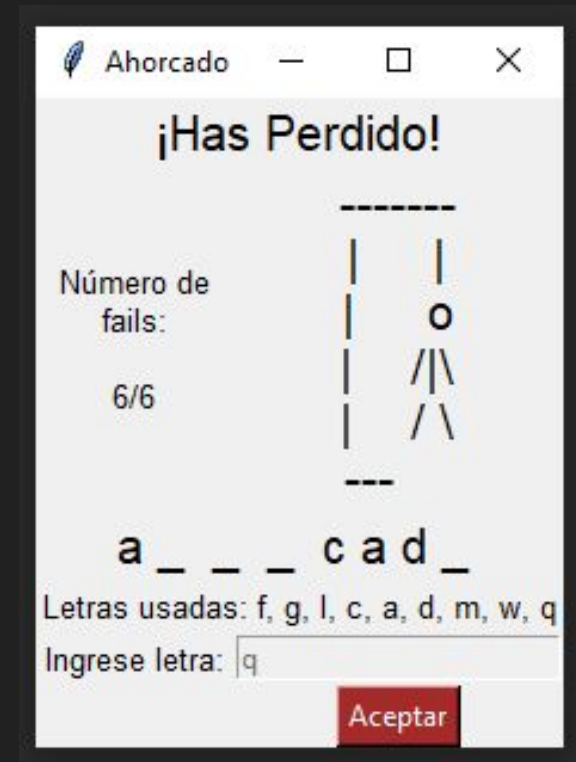 Ahorcado
¡Has Perdido!
-------
|      |
Número de
fails:
|      o
|     /|\
6/6
|     / \
---
a _ _ _ c a d _
Letras usadas: f, g, l, c, a, d, m, w, q
Ingrese letra: q
Aceptar